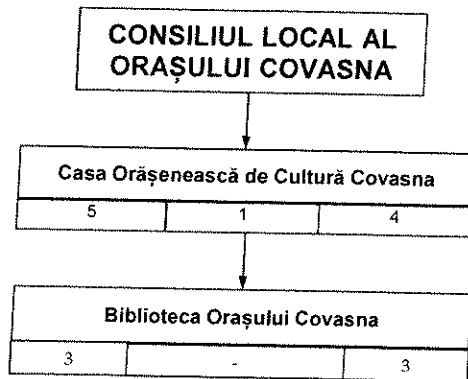 CONSILIUL LOCAL AL
ORAȘULUI COVASNA
Casa Orășenească de Cultură Covasna
5 1 4
Biblioteca Orașului Covasna
3 - 3